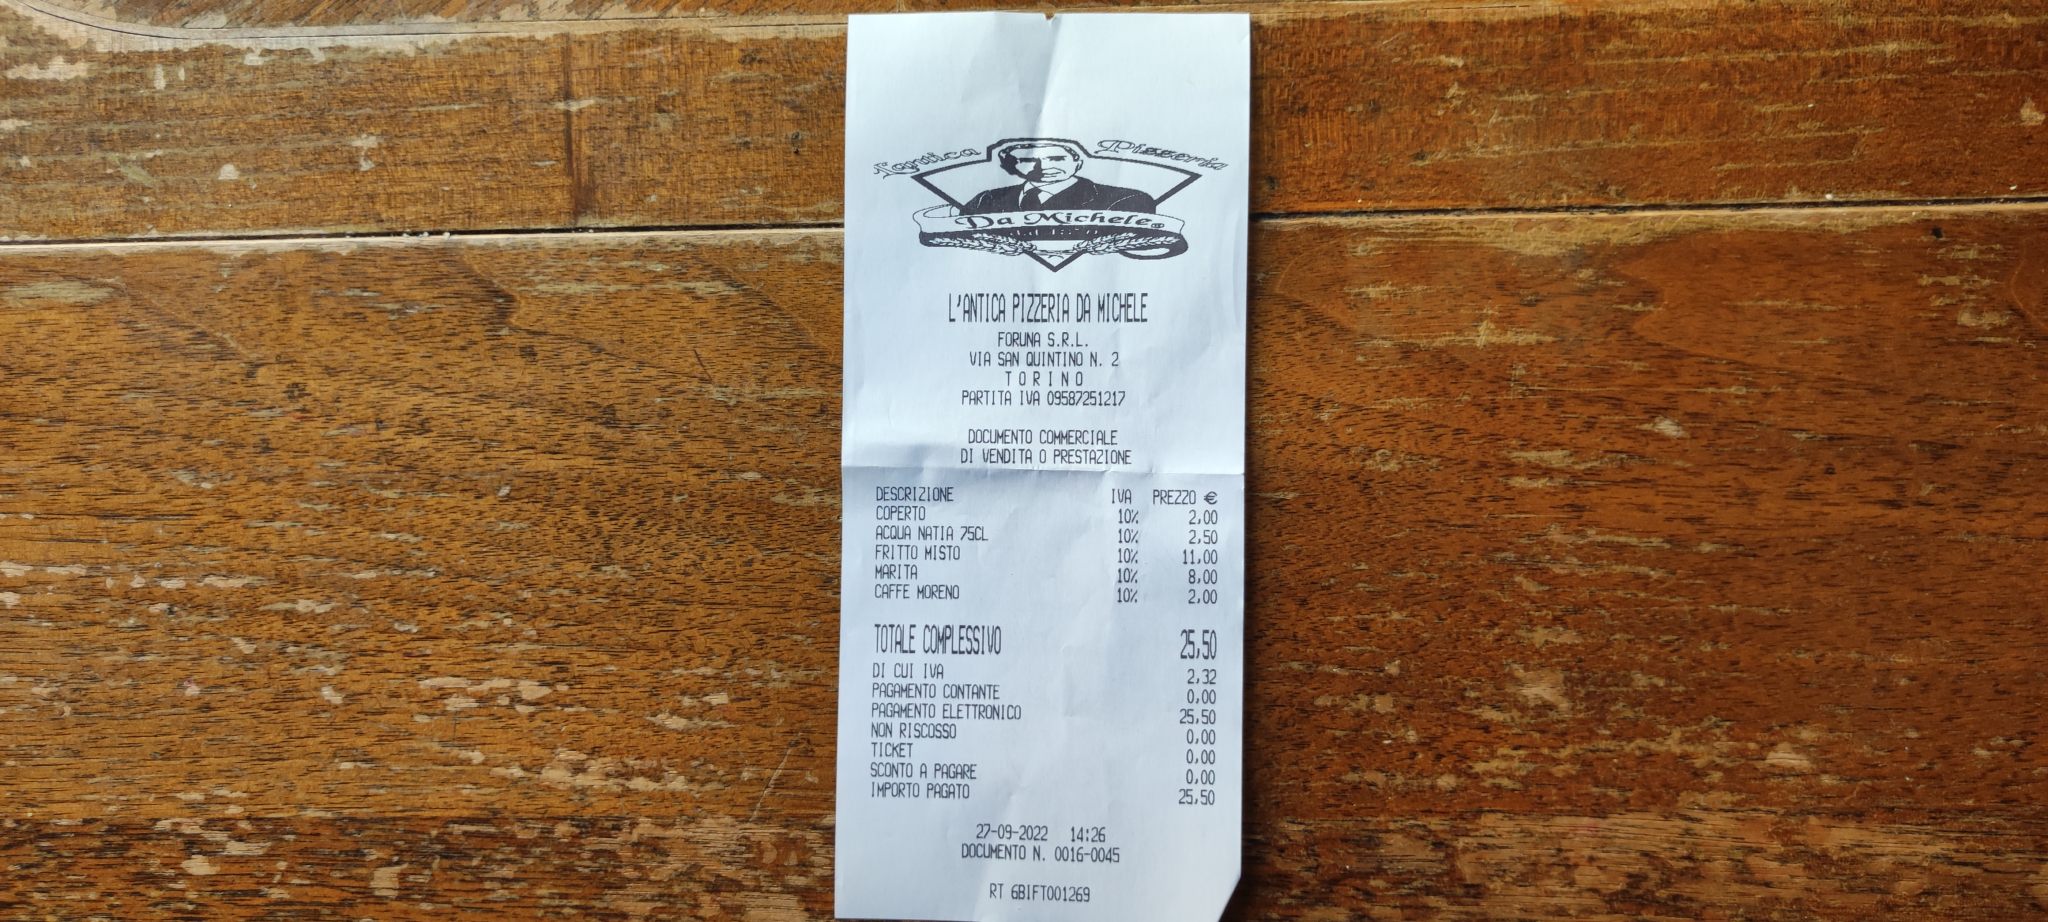 L'antica Pizzeria
Da Michele
L'ANTICA PIZZERIA DA MICHELE
FORUNA S.R.L.
VIA SAN QUINTINO N. 2
TORINO
PARTITA IVA 09587251217
DOCUMENTO COMMERCIALE
DI VENDITA O PRESTAZIONE
DESCRIZIONE IVA PREZZO €
COPERTO 10% 2,00
ACQUA NATIA 75CL 10% 2,50
FRITTO MISTO 10% 11,00
MARITA 10% 8,00
CAFFE MORENO 10% 2,00
TOTALE COMPLESSIVO 25,50
DI CUI IVA 2,32
PAGAMENTO CONTANTE 0,00
PAGAMENTO ELETTRONICO 25,50
NON RISCOSSO 0,00
TICKET 0,00
SCONTO A PAGARE 0,00
IMPORTO PAGATO 25,50
27-09-2022 14:26
DOCUMENTO N. 0016-0045
RT 6BIFT001269